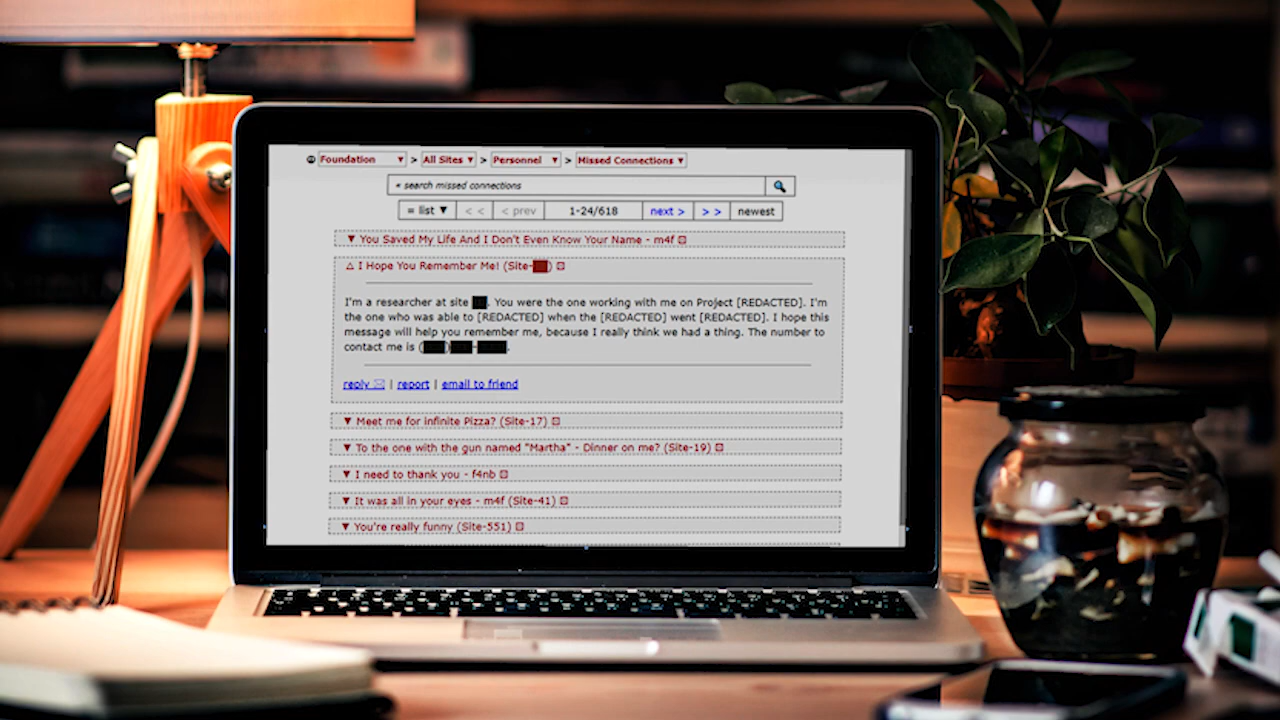 Foundation ▼ > All Sites ▼ > Personnel ▼ > Missed Connections ▼
« search missed connections
= list ▼ < < < prev 1-24/618 next > > > newest
▼ You Saved My Life And I Don't Even Know Your Name - m4f
△ I Hope You Remember Me! (Site-██)
I'm a researcher at site ██. You were the one working with me on Project [REDACTED]. I'm
the one who was able to [REDACTED] when the [REDACTED] went [REDACTED]. I hope this
message will help you remember me, because I really think we had a thing. The number to
contact me is (███)███-████.
reply | report | email to friend
▼ Meet me for infinite Pizza? (Site-17)
▼ To the one with the gun named "Martha" - Dinner on me? (Site-19)
▼ I need to thank you - f4nb
▼ It was all in your eyes - m4f (Site-41)
▼ You're really funny (Site-551)